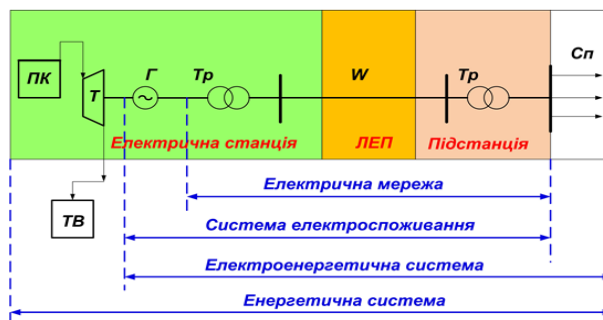 ПК
Т
Г
Тр
W
Тр
Сп
Електрична станція
ЛЕП
Підстанція
ТВ
Електрична мережа
Система електроспоживання
Електроенергетична система
Енергетична система